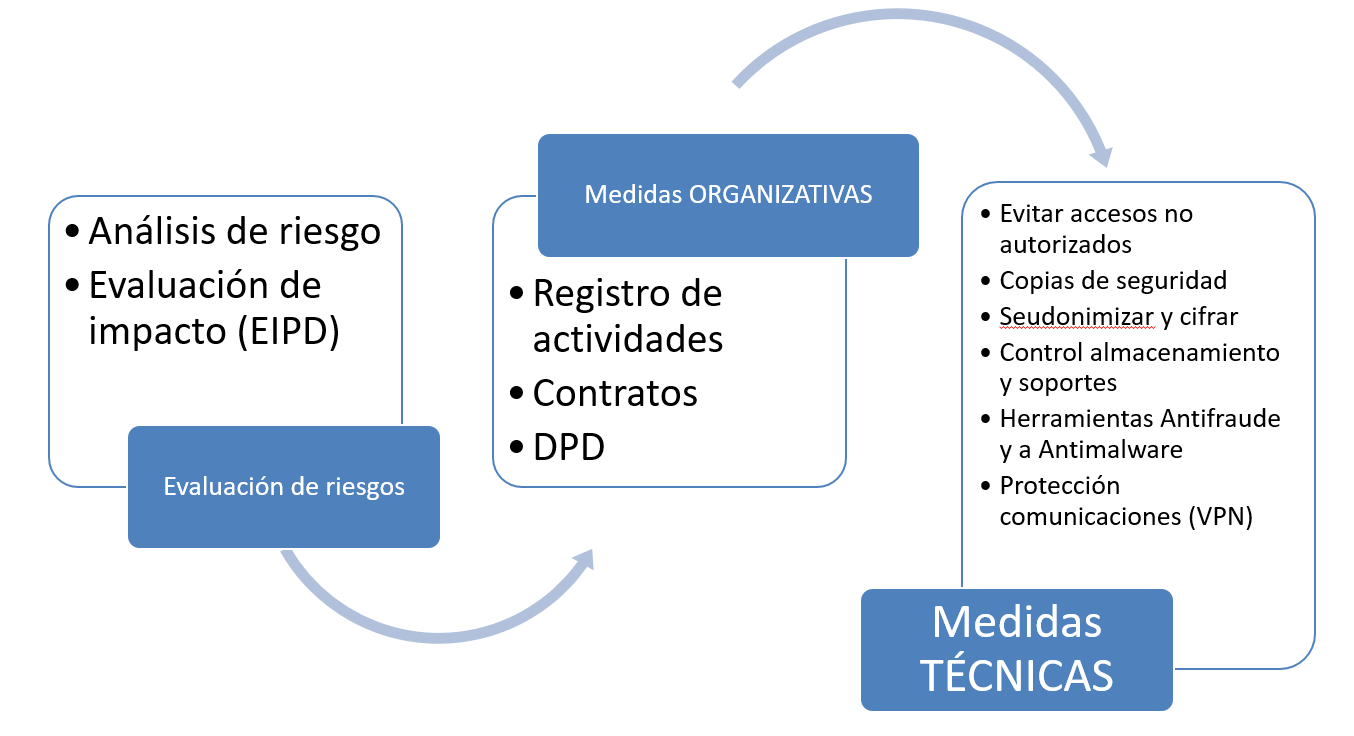 • Análisis de riesgo
• Evaluación de
impacto (EIPD)
Evaluación de riesgos
Medidas ORGANIZATIVAS
• Registro de
actividades
• Contratos
• DPD
• Evitar accesos no
autorizados
• Copias de seguridad
• Seudonimizar y cifrar
• Control almacenamiento
y soportes
• Herramientas Antifraude
y a Antimalware
• Protección
comunicaciones (VPN)
Medidas
TÉCNICAS